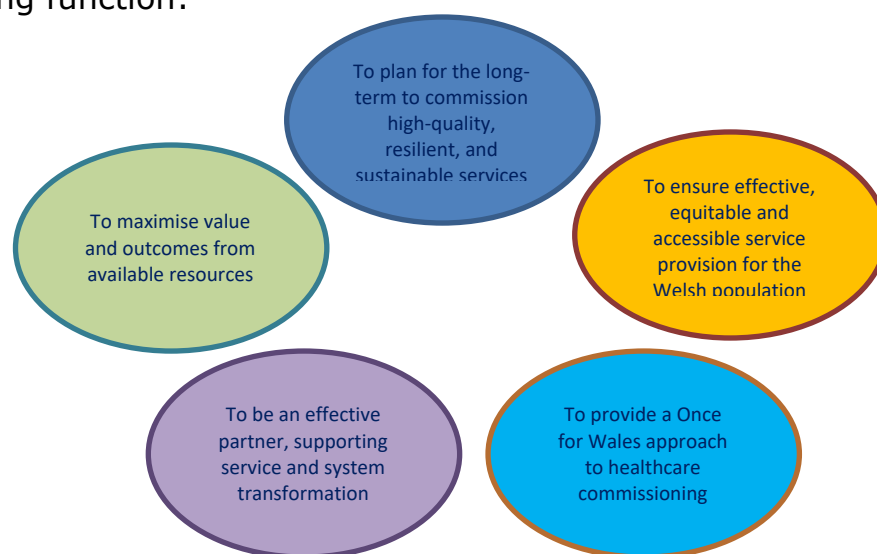 ng function:
To plan for the long-
term to commission
high-quality,
resilient, and
sustainable services
To ensure effective,
equitable and
accessible service
provision for the
Welsh population
To maximise value
and outcomes from
available resources
To be an effective
partner, supporting
service and system
transformation
To provide a Once
for Wales approach
to healthcare
commissioning